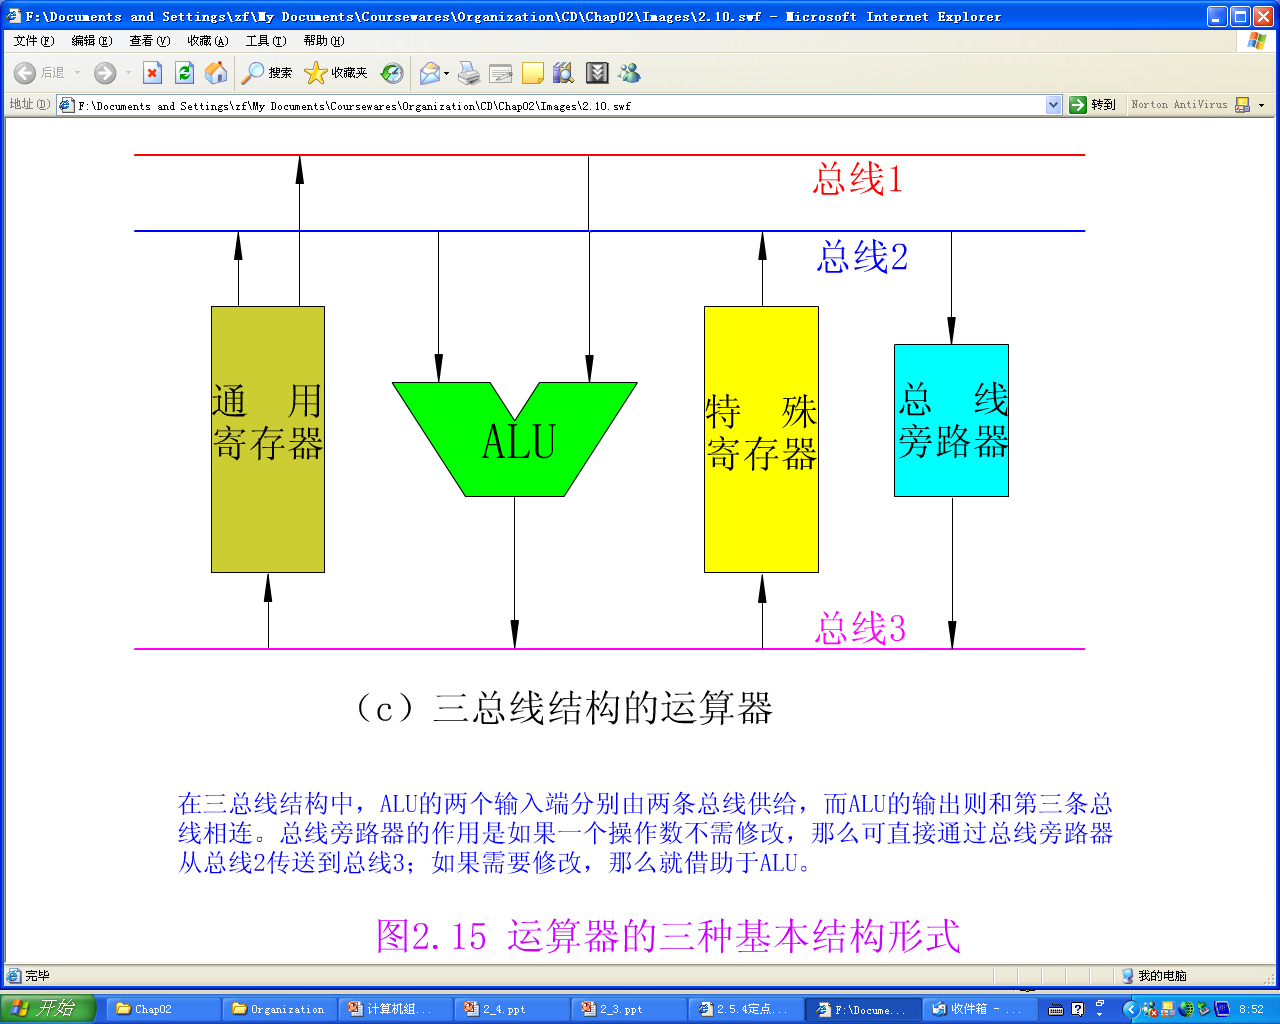 F:\Documents and Settings\zf\My Documents\Coursewares\Organization\CD\Chap02\Images\2.10.swf - Microsoft Internet Explorer
文件(F) 编辑(E) 查看(V) 收藏(A) 工具(T) 帮助(H)
后退 搜索 收藏夹
地址(D) F:\Documents and Settings\zf\My Documents\Coursewares\Organization\CD\Chap02\Images\2.10.swf 转到 Norton AntiVirus
总线1
总线2
通 用
寄存器
ALU
特 殊
寄存器
总 线
旁路器
总线3
（c）三总线结构的运算器
在三总线结构中，ALU的两个输入端分别由两条总线供给，而ALU的输出则和第三条总
线相连。总线旁路器的作用是如果一个操作数不需修改，那么可直接通过总线旁路器
从总线2传送到总线3；如果需要修改，那么就借助于ALU。
图2.15 运算器的三种基本结构形式
完毕 我的电脑
开始 Chap02 Organization 计算机组... 2_4.ppt 2_3.ppt 2.5.4定点... F:\Docume... 收件箱 - ... 8:52